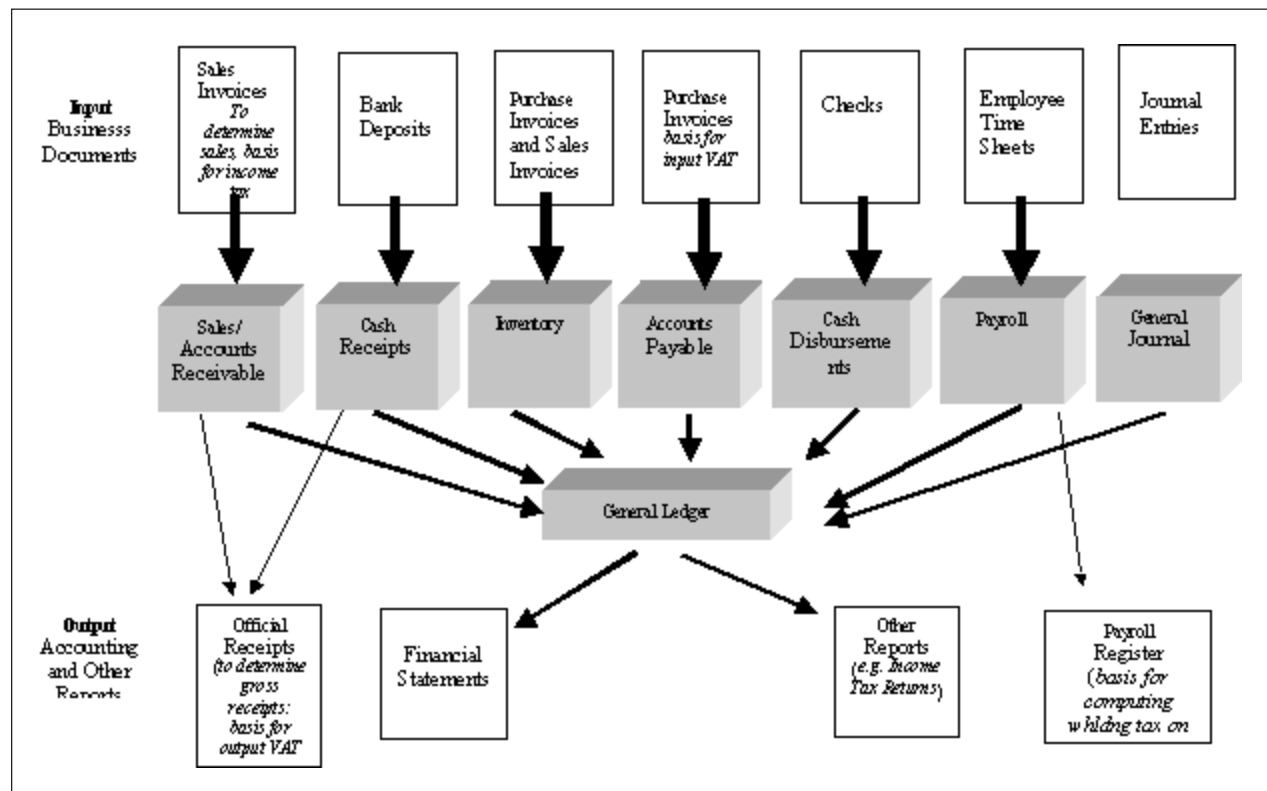 Input
Businesss
Documents
Sales
Invoices
To
determine
sales, basis
for income
tax
Bank
Deposits
Purchase
Invoices
and Sales
Invoices
Purchase
Invoices
basis for
input VAT
Checks
Employee
Time
Sheets
Journal
Entries
Sales/
Accounts
Receivable
Cash
Receipts
Inventory
Accounts
Payable
Cash
Disburseme
nts
Payroll
General
Journal
General Ledger
Output
Accounting
and Other
Reports
Official
Receipts
(to determine
gross
receipts:
basis for
output VAT
Financial
Statements
Other
Reports
(e.g. Income
Tax Returns)
Payroll
Register
(basis for
computing
whldng tax on